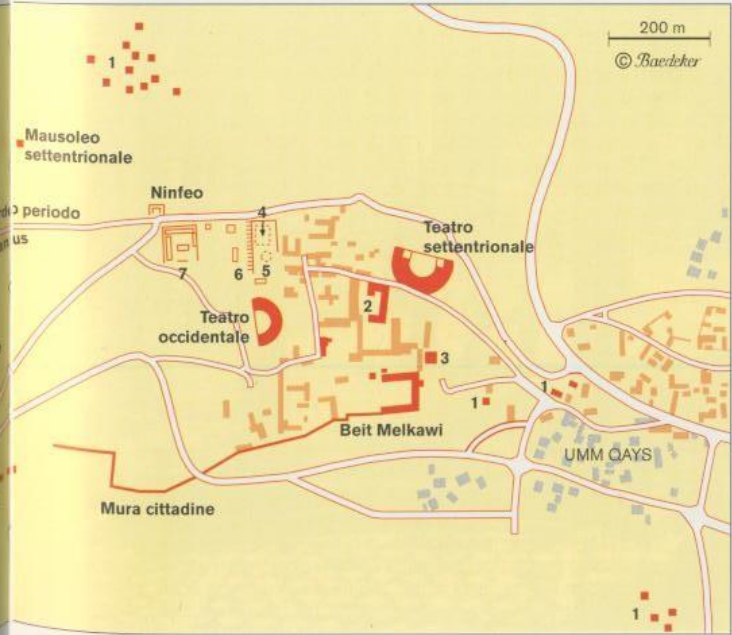 200 m
© Baedeker
1
Mausoleo
settentrionale
Ninfeo
periodo
4
Teatro
settentrionale
7
6
5
2
Teatro
occidentale
3
1
1
Beit Melkawi
UMM QAYS
Mura cittadine
1